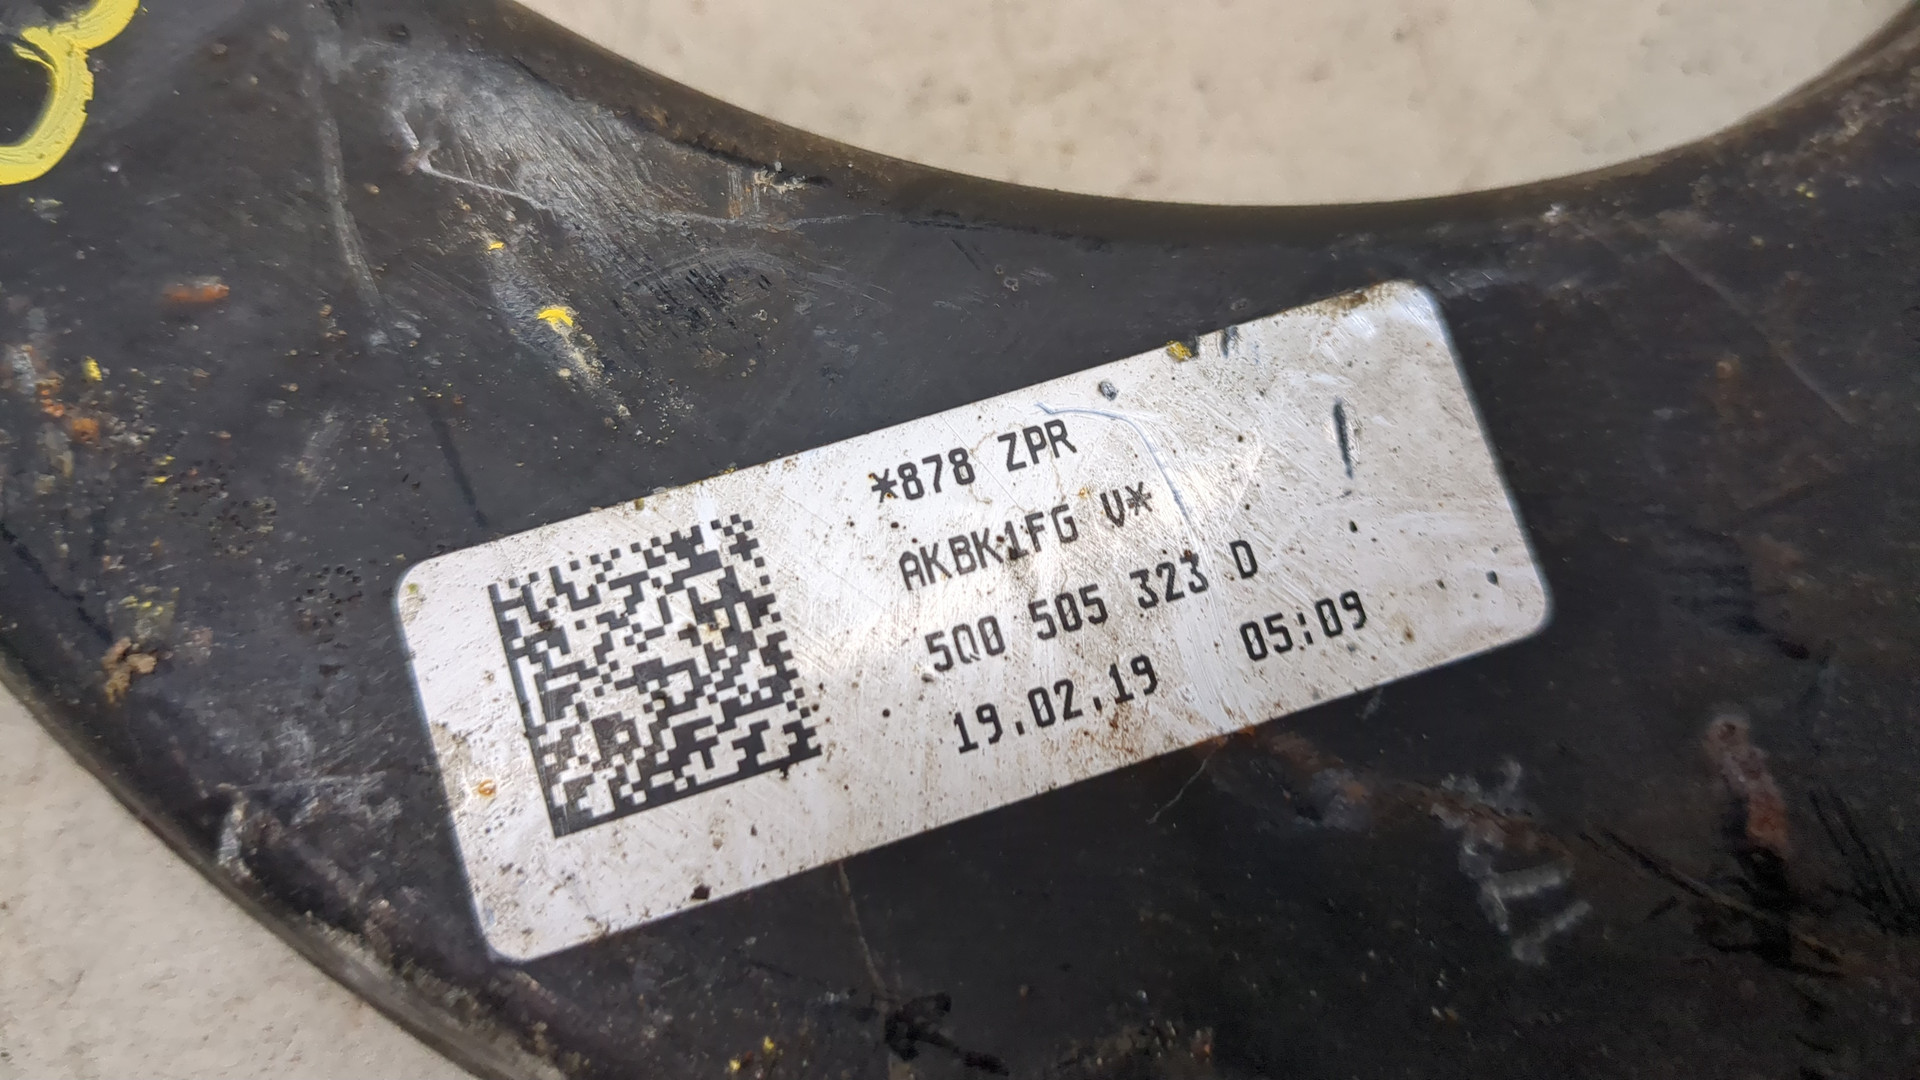 *878 ZPR
AKBK1FG V*
5Q0 505 323 D
19.02.19 05:09